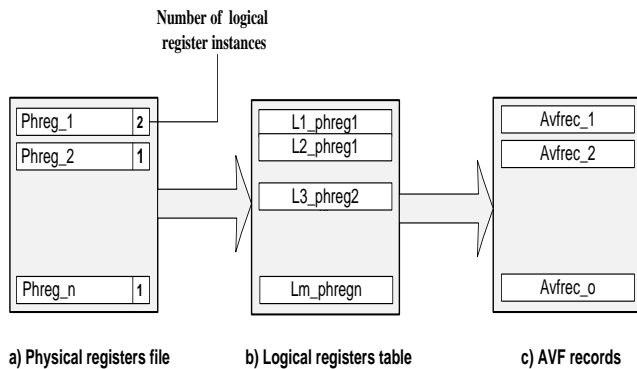 Number of logical
register instances
Phreg_1 2
Phreg_2 1
Phreg_n 1
L1_phreg1
L2_phreg1
L3_phreg2
...
Lm_phregn
Avfrec_1
Avfrec_2
Avfrec_o
a) Physical registers file
b) Logical registers table
c) AVF records